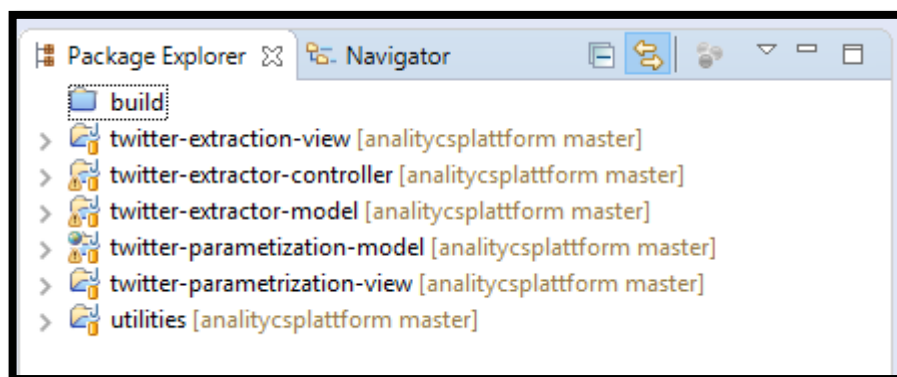 Package Explorer Navigator
build
twitter-extraction-view [analitycsplattform master]
twitter-extractor-controller [analitycsplattform master]
twitter-extractor-model [analitycsplattform master]
twitter-parametization-model [analitycsplattform master]
twitter-parametrization-view [analitycsplattform master]
utilities [analitycsplattform master]